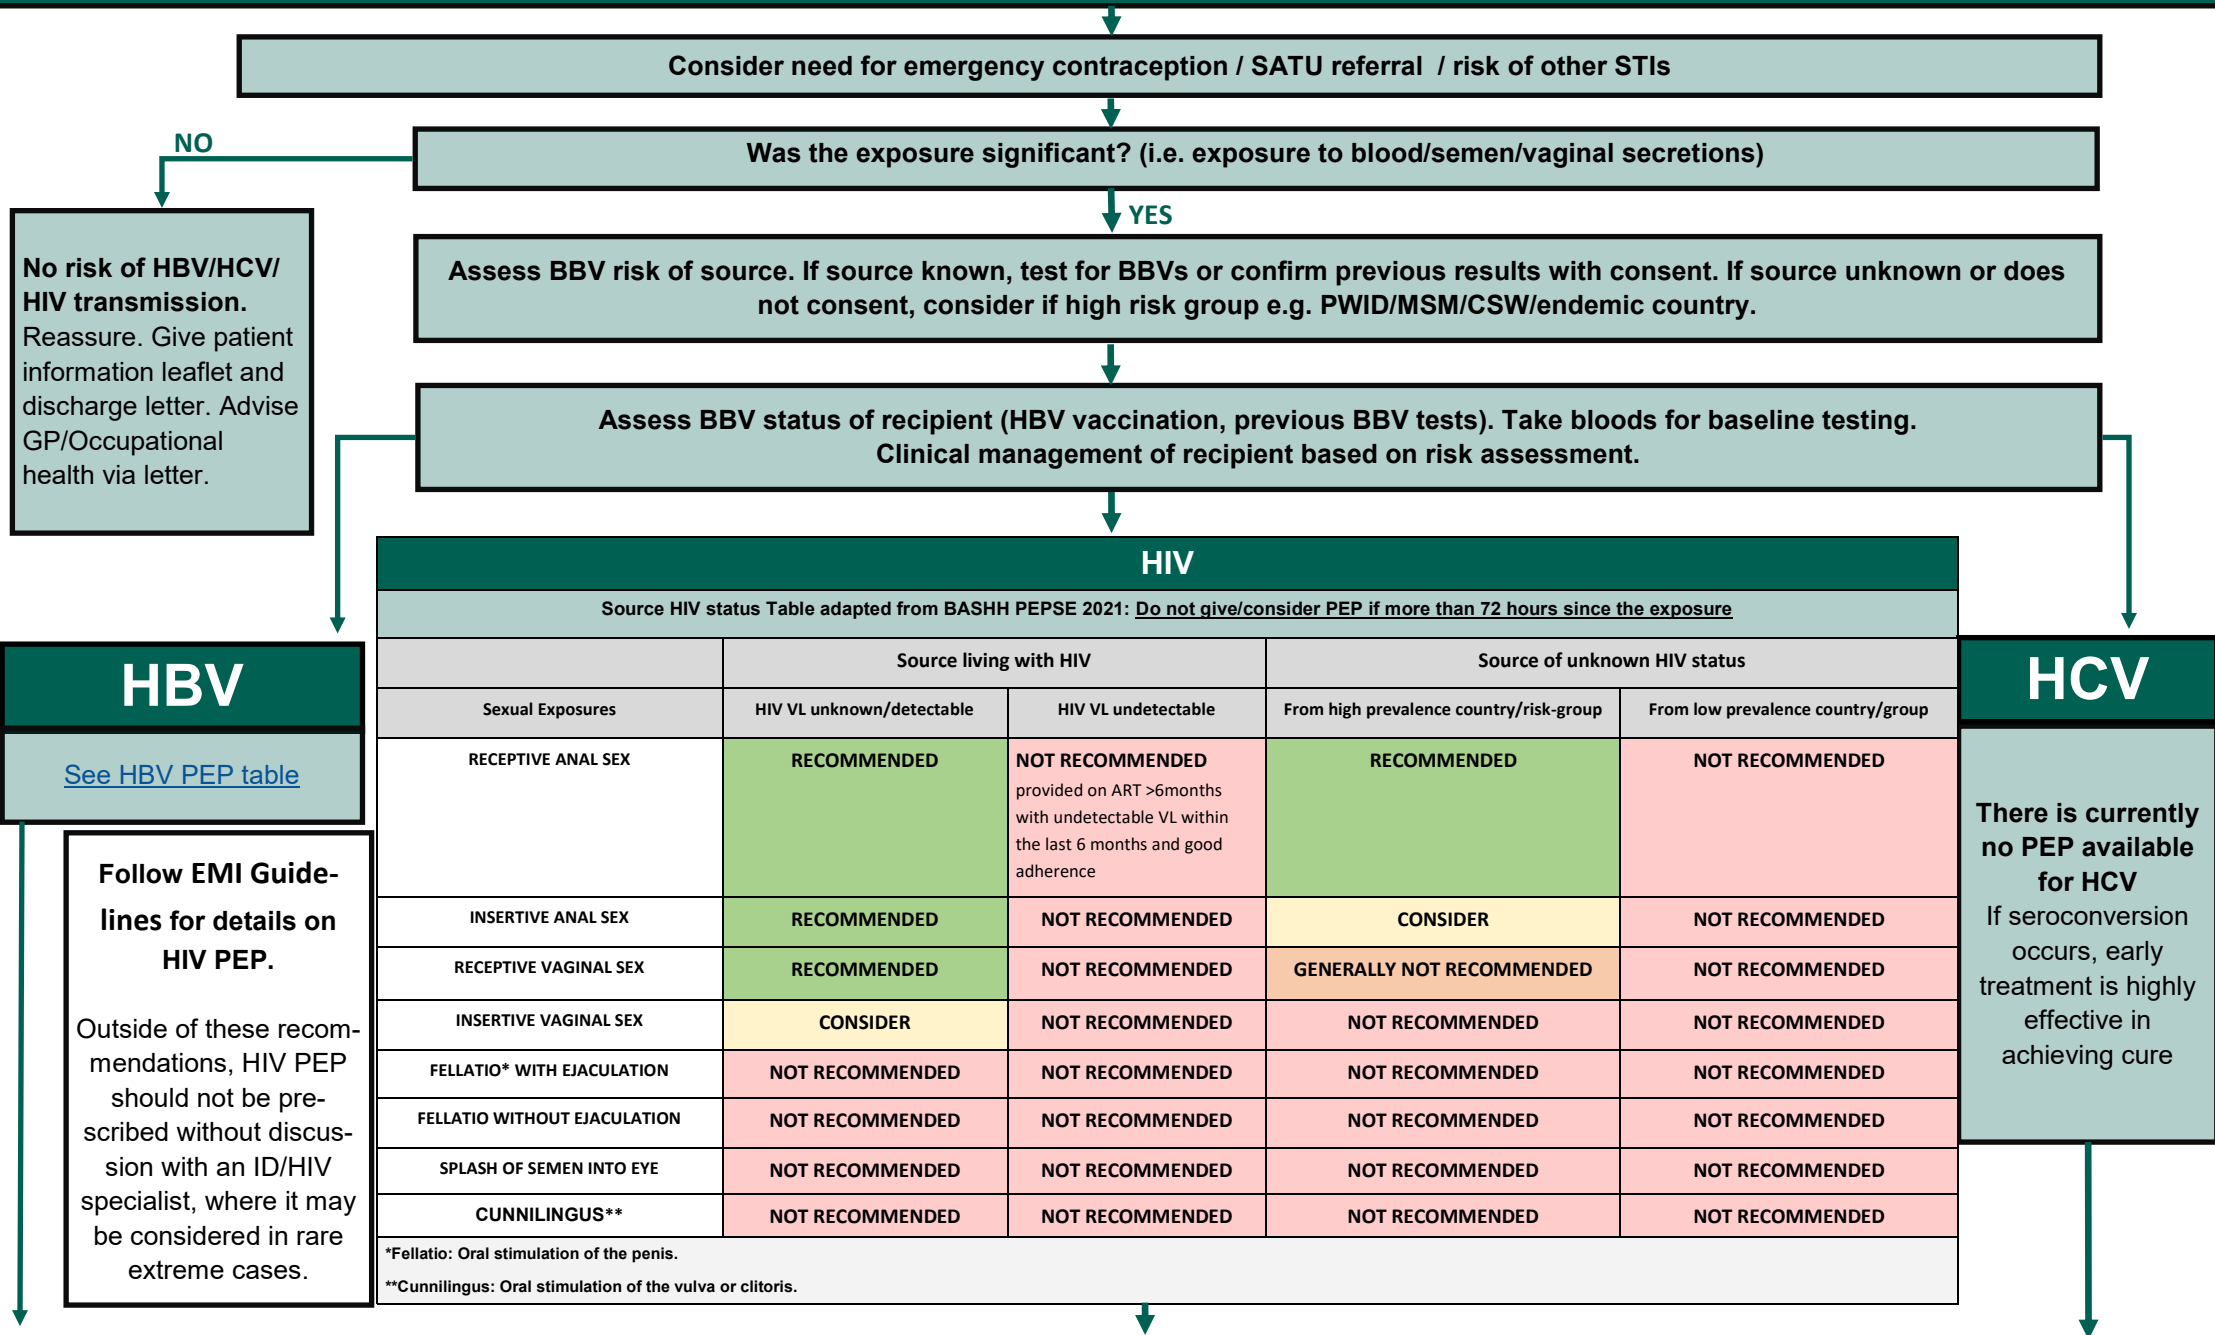 Consider need for emergency contraception / SATU referral  / risk of other STIs
NO
Was the exposure significant? (i.e. exposure to blood/semen/vaginal secretions)
YES
No risk of HBV/HCV/
HIV transmission.
Reassure. Give patient
information leaflet and
discharge letter. Advise
GP/Occupational
health via letter.
Assess BBV risk of source. If source known, test for BBVs or confirm previous results with consent. If source unknown or does
not consent, consider if high risk group e.g. PWID/MSM/CSW/endemic country.
Assess BBV status of recipient (HBV vaccination, previous BBV tests). Take bloods for baseline testing.
Clinical management of recipient based on risk assessment.
HBV
See HBV PEP table
Follow EMI Guide-
lines for details on
HIV PEP.
Outside of these recom-
mendations, HIV PEP
should not be pre-
scribed without discus-
sion with an ID/HIV
specialist, where it may
be considered in rare
extreme cases.
HIV
Source HIV status Table adapted from BASHH PEPSE 2021: Do not give/consider PEP if more than 72 hours since the exposure
Source living with HIV
Source of unknown HIV status
Sexual Exposures
HIV VL unknown/detectable
HIV VL undetectable
From high prevalence country/risk-group
From low prevalence country/group
RECEPTIVE ANAL SEX
RECOMMENDED
NOT RECOMMENDED
provided on ART >6months
with undetectable VL within
the last 6 months and good
adherence
RECOMMENDED
NOT RECOMMENDED
INSERTIVE ANAL SEX
RECOMMENDED
NOT RECOMMENDED
CONSIDER
NOT RECOMMENDED
RECEPTIVE VAGINAL SEX
RECOMMENDED
NOT RECOMMENDED
GENERALLY NOT RECOMMENDED
NOT RECOMMENDED
INSERTIVE VAGINAL SEX
CONSIDER
NOT RECOMMENDED
NOT RECOMMENDED
NOT RECOMMENDED
FELLATIO* WITH EJACULATION
NOT RECOMMENDED
NOT RECOMMENDED
NOT RECOMMENDED
NOT RECOMMENDED
FELLATIO WITHOUT EJACULATION
NOT RECOMMENDED
NOT RECOMMENDED
NOT RECOMMENDED
NOT RECOMMENDED
SPLASH OF SEMEN INTO EYE
NOT RECOMMENDED
NOT RECOMMENDED
NOT RECOMMENDED
NOT RECOMMENDED
CUNNILINGUS**
NOT RECOMMENDED
NOT RECOMMENDED
NOT RECOMMENDED
NOT RECOMMENDED
*Fellatio: Oral stimulation of the penis.
**Cunnilingus: Oral stimulation of the vulva or clitoris.
HCV
There is currently
no PEP available
for HCV
If seroconversion
occurs, early
treatment is highly
effective in
achieving cure